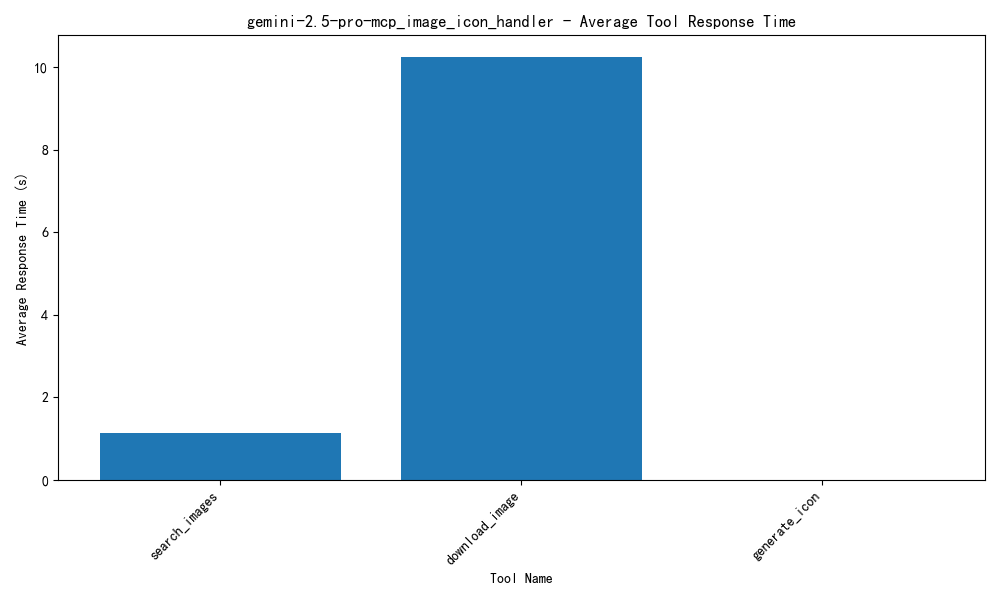 gemini-2.5-pro-mcp_image_icon_handler - Average Tool Response Time
Average Response Time (s)
10
8
6
4
2
0
search_images
download_image
generate_icon
Tool Name